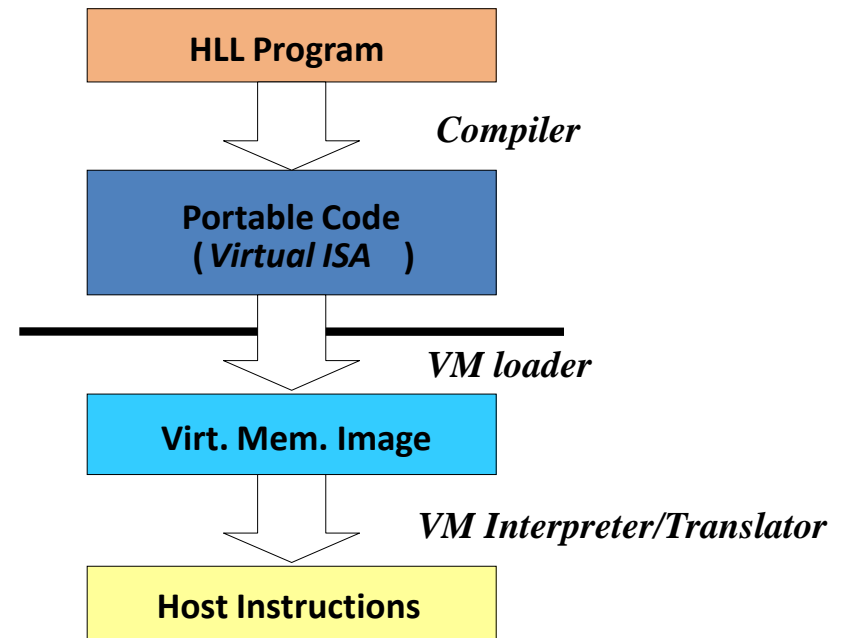 HLL Program
Compiler
Portable Code
(Virtual ISA )
VM loader
Virt. Mem. Image
VM Interpreter/Translator
Host Instructions